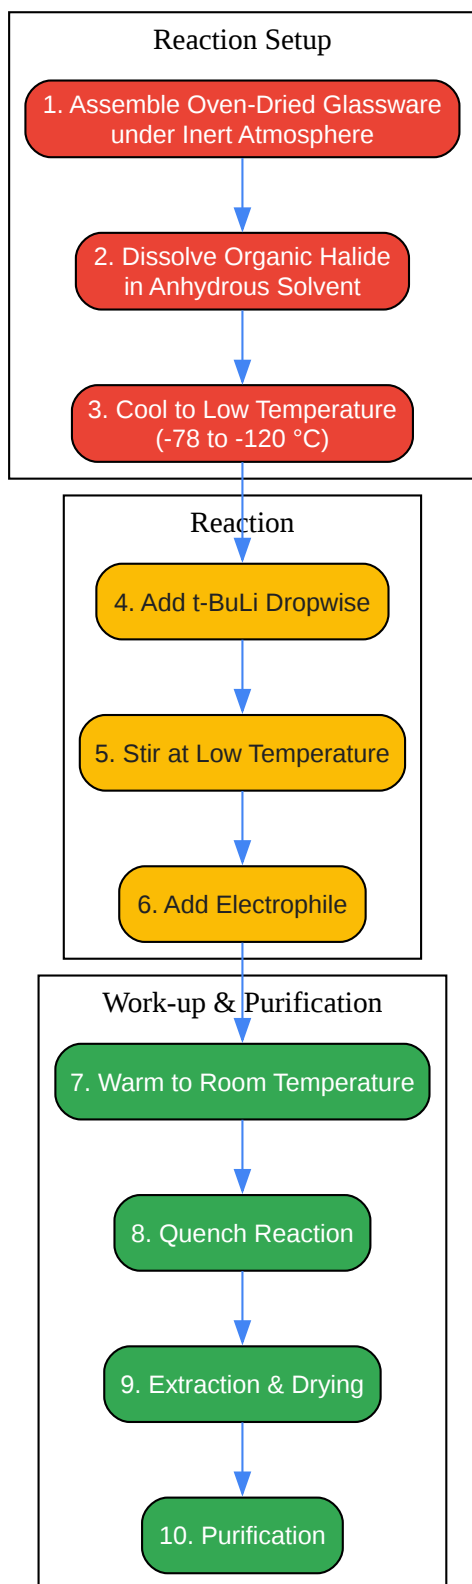 Reaction Setup
1. Assemble Oven-Dried Glassware
under Inert Atmosphere
2. Dissolve Organic Halide
in Anhydrous Solvent
3. Cool to Low Temperature
(-78 to -120 °C)
Reaction
4. Add t-BuLi Dropwise
5. Stir at Low Temperature
6. Add Electrophile
Work-up & Purification
7. Warm to Room Temperature
8. Quench Reaction
9. Extraction & Drying
10. Purification